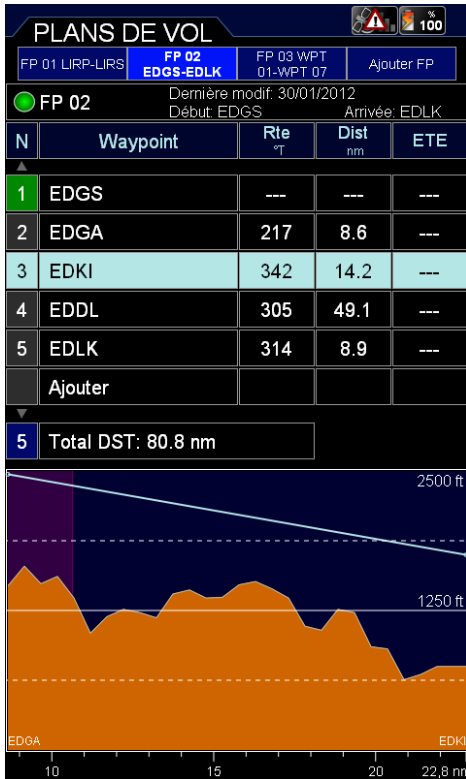 PLANS DE VOL
% 100
FP 01 LIRP-LIRS
FP 02 EDGS-EDLK
FP 03 WPT 01-WPT 07
Ajouter FP
FP 02
Dernière modif: 30/01/2012
Début: EDGS Arrivée: EDLK
N Waypoint Rte °T Dist nm ETE
1 EDGS --- --- ---
2 EDGA 217 8.6 ---
3 EDKI 342 14.2 ---
4 EDDL 305 49.1 ---
5 EDLK 314 8.9 ---
Ajouter
5 Total DST: 80.8 nm
2500 ft
1250 ft
EDGA EDKI
10 15 20 22,8 nm